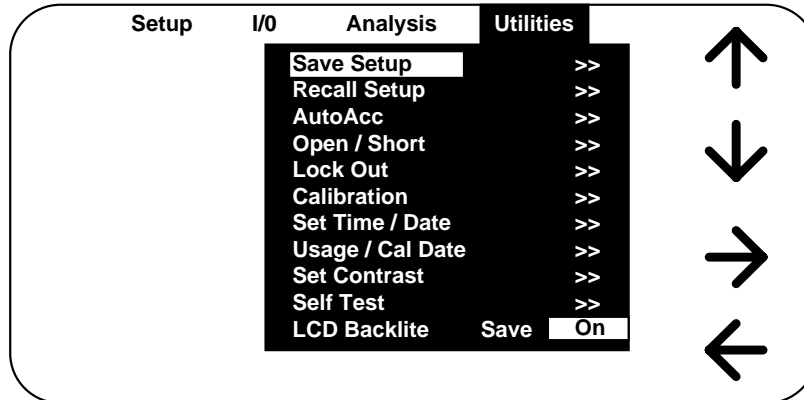 Setup I/0 Analysis Utilities
Save Setup >>
Recall Setup >>
AutoAcc >>
Open / Short >>
Lock Out >>
Calibration >>
Set Time / Date >>
Usage / Cal Date >>
Set Contrast >>
Self Test >>
LCD Backlite Save On